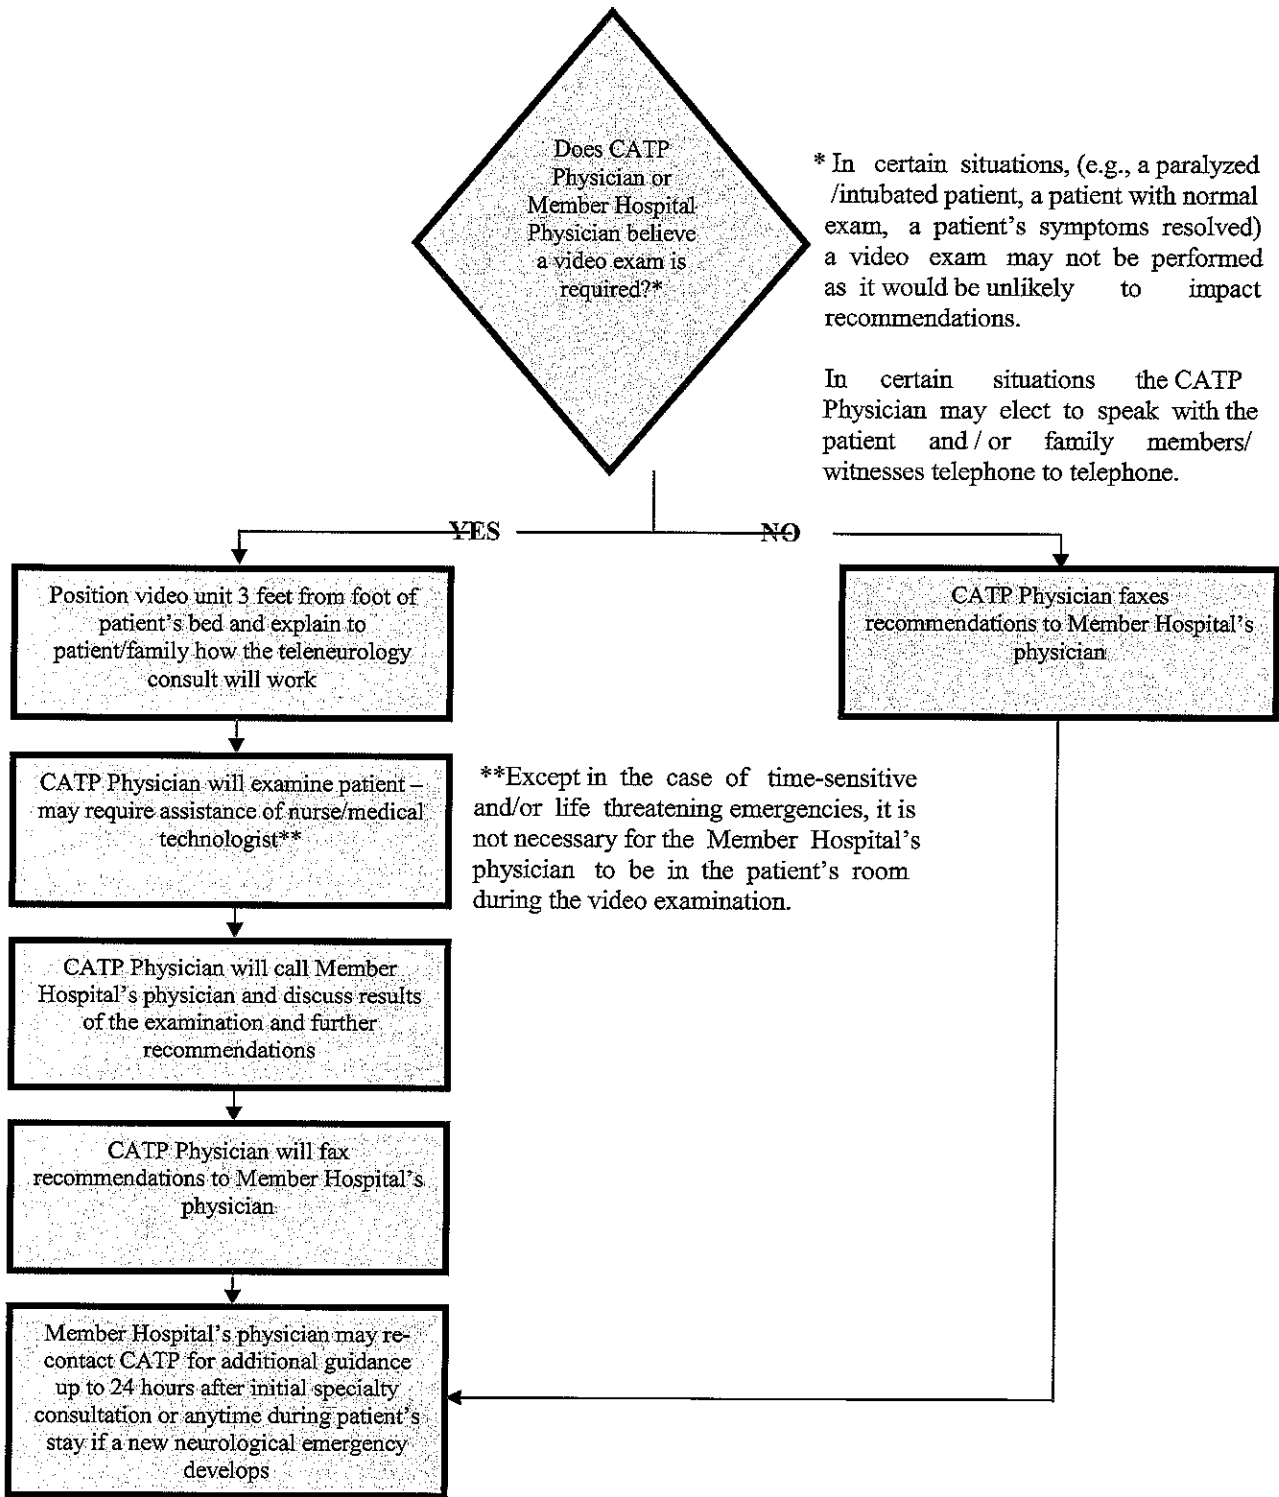 Does CATP
Physician or
Member Hospital
Physician believe
a video exam is
required?*
* In certain situations, (e.g., a paralyzed
/intubated patient, a patient with normal
exam, a patient's symptoms resolved)
a video exam may not be performed
as it would be unlikely to impact
recommendations.
In certain situations the CATP
Physician may elect to speak with the
patient and / or family members/
witnesses telephone to telephone.
YES
NO
Position video unit 3 feet from foot of
patient's bed and explain to
patient/family how the teleneurology
consult will work
CATP Physician faxes
recommendations to Member Hospital's
physician
CATP Physician will examine patient –
may require assistance of nurse/medical
technologist**
**Except in the case of time-sensitive
and/or life threatening emergencies, it is
not necessary for the Member Hospital's
physician to be in the patient's room
during the video examination.
CATP Physician will call Member
Hospital's physician and discuss results
of the examination and further
recommendations
CATP Physician will fax
recommendations to Member Hospital's
physician
Member Hospital's physician may re-
contact CATP for additional guidance
up to 24 hours after initial specialty
consultation or anytime during patient's
stay if a new neurological emergency
develops